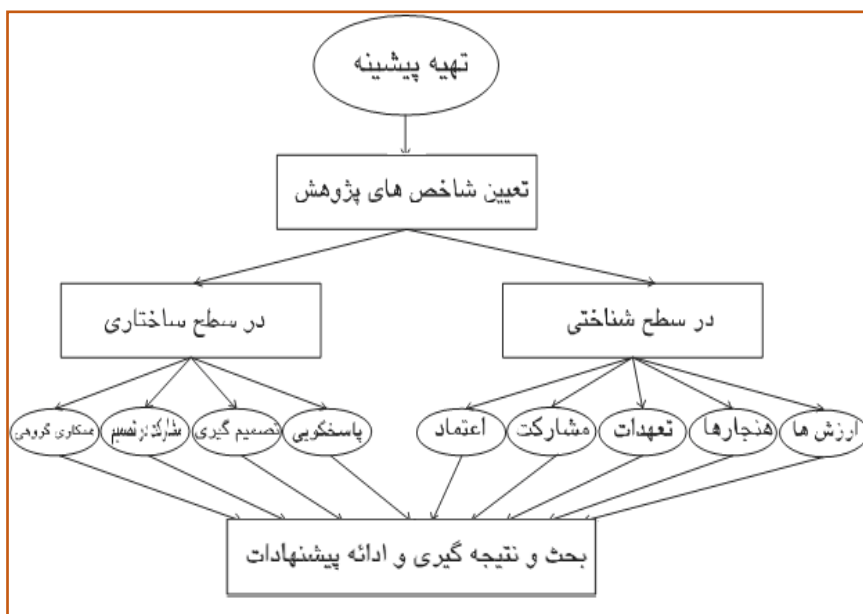 تهیه پیشینه
تعیین شاخص های پژوهش
در سطح شناختی
در سطح ساختاری
ارزش ها
هنجارها
تعهدات
مشارکت
اعتماد
پاسخگویی
تصمیم گیری
مشارکت در تصمیم
همکاری گروهی
بحث و نتیجه گیری و ارائه پیشنهادات